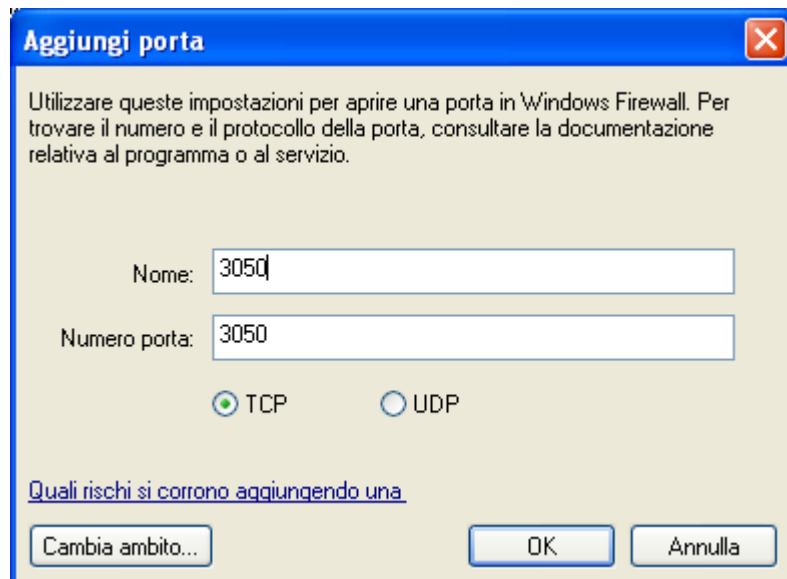 Aggiungi porta
Utilizzare queste impostazioni per aprire una porta in Windows Firewall. Per
trovare il numero e il protocollo della porta, consultare la documentazione
relativa al programma o al servizio.
Nome: 3050
Numero porta: 3050
TCP UDP
Quali rischi si corrono aggiungendo una
Cambia ambito... OK Annulla